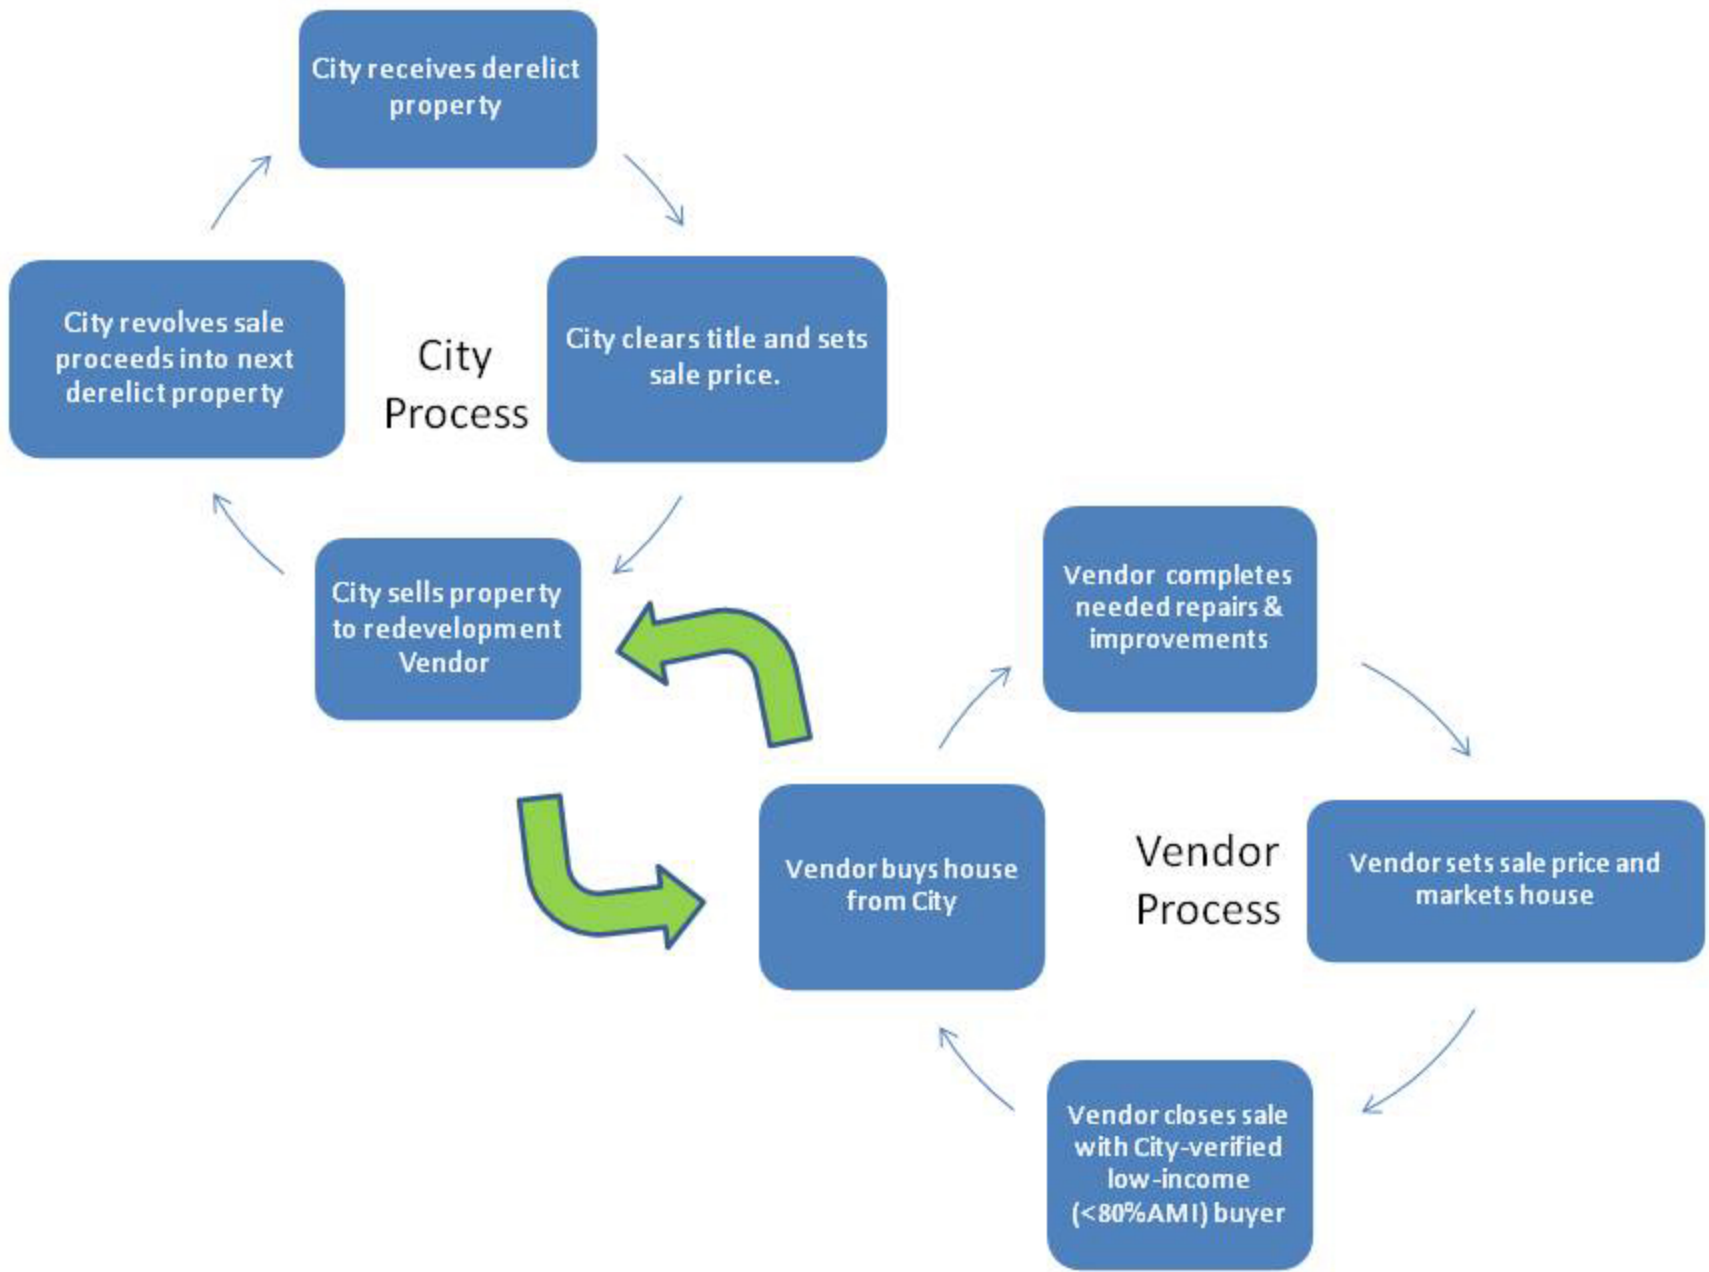 City receives derelict
property
City revolves sale
proceeds into next
derelict property
City
Process
City clears title and sets
sale price.
City sells property
to redevelopment
Vendor
Vendor completes
needed repairs &
improvements
Vendor buys house
from City
Vendor
Process
Vendor sets sale price and
markets house
Vendor closes sale
with City-verified
low-income
(<80%AMI) buyer